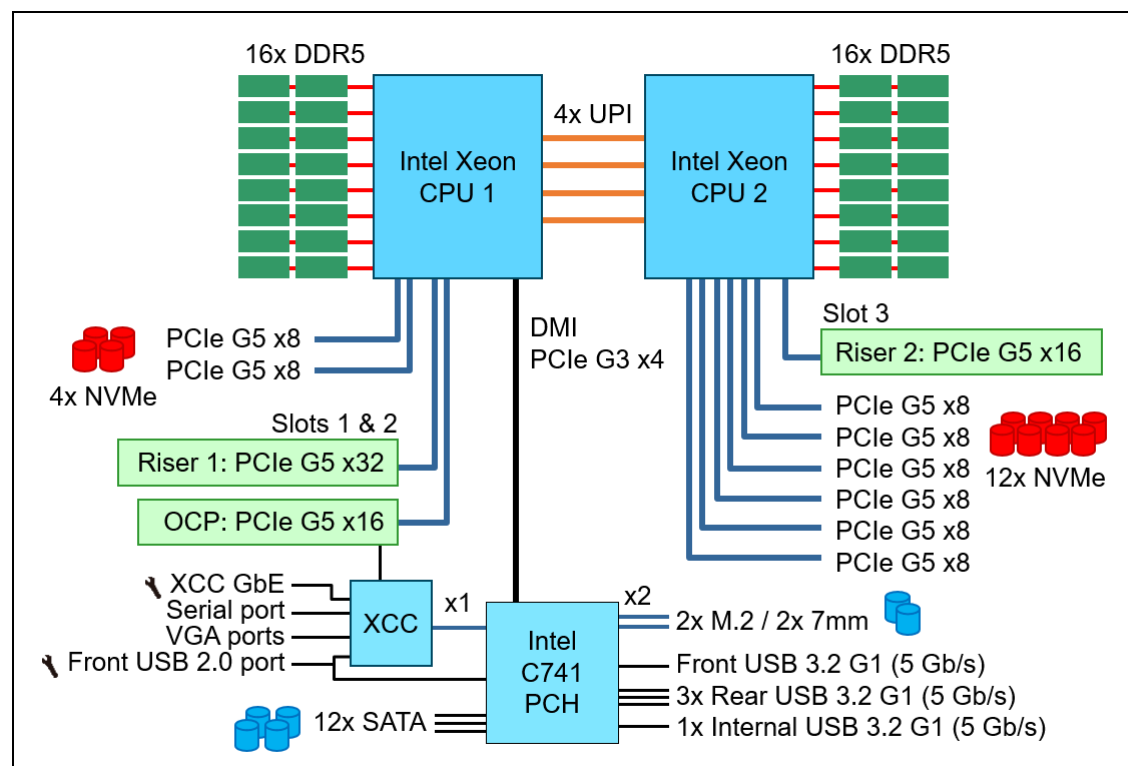 16x DDR5
16x DDR5
4x UPI
Intel Xeon
CPU 1
Intel Xeon
CPU 2
PCIe G5 x8
PCIe G5 x8
4x NVMe
DMI
PCIe G3 x4
Slot 3
Riser 2: PCIe G5 x16
Slots 1 & 2
Riser 1: PCIe G5 x32
OCP: PCIe G5 x16
PCIe G5 x8
PCIe G5 x8
PCIe G5 x8
PCIe G5 x8
PCIe G5 x8
PCIe G5 x8
12x NVMe
XCC GbE
Serial port
VGA ports
Front USB 2.0 port
XCC
x1
Intel
C741
PCH
x2
2x M.2 / 2x 7mm
Front USB 3.2 G1 (5 Gb/s)
3x Rear USB 3.2 G1 (5 Gb/s)
1x Internal USB 3.2 G1 (5 Gb/s)
12x SATA